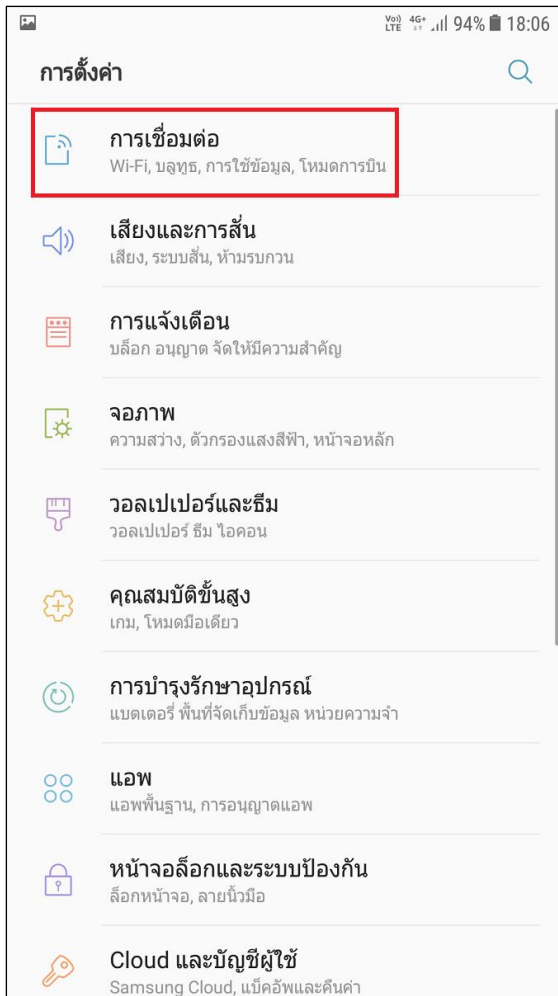 VoI) LTE 4G+ 94% 18:06
การตั้งค่า
การเชื่อมต่อ
Wi-Fi, บลูทูธ, การใช้ข้อมูล, โหมดการบิน
เสียงและการสั่น
เสียง, ระบบสั่น, ห้ามรบกวน
การแจ้งเตือน
บล็อก อนุญาต จัดให้มีความสำคัญ
จอภาพ
ความสว่าง, ตัวกรองแสงสีฟ้า, หน้าจอหลัก
วอลเปเปอร์และธีม
วอลเปเปอร์ ธีม ไอคอน
คุณสมบัติขั้นสูง
เกม, โหมดมือเดียว
การบำรุงรักษาอุปกรณ์
แบตเตอรี่ พื้นที่จัดเก็บข้อมูล หน่วยความจำ
แอพ
แอพพื้นฐาน, การอนุญาตแอพ
หน้าจอล็อกและระบบป้องกัน
ล็อกหน้าจอ, ลายนิ้วมือ
Cloud และบัญชีผู้ใช้
Samsung Cloud, แบ็คอัพและคืนค่า